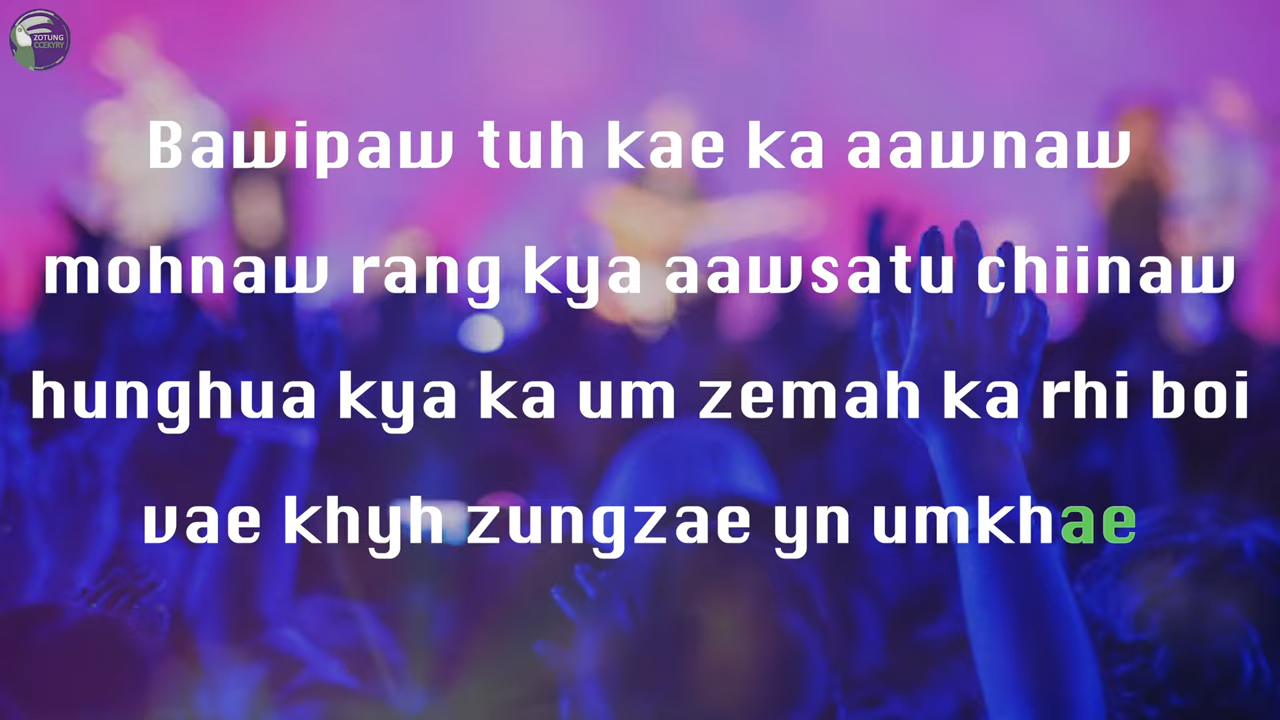 ZOTUNG
CCEKYRY
Bawipaw tuh kae ka aawnaw
mohnaw rang kya aawsatu chiinaw
hunghua kya ka um zemah ka rhi boi
vae khyh zungzae yn umkhae